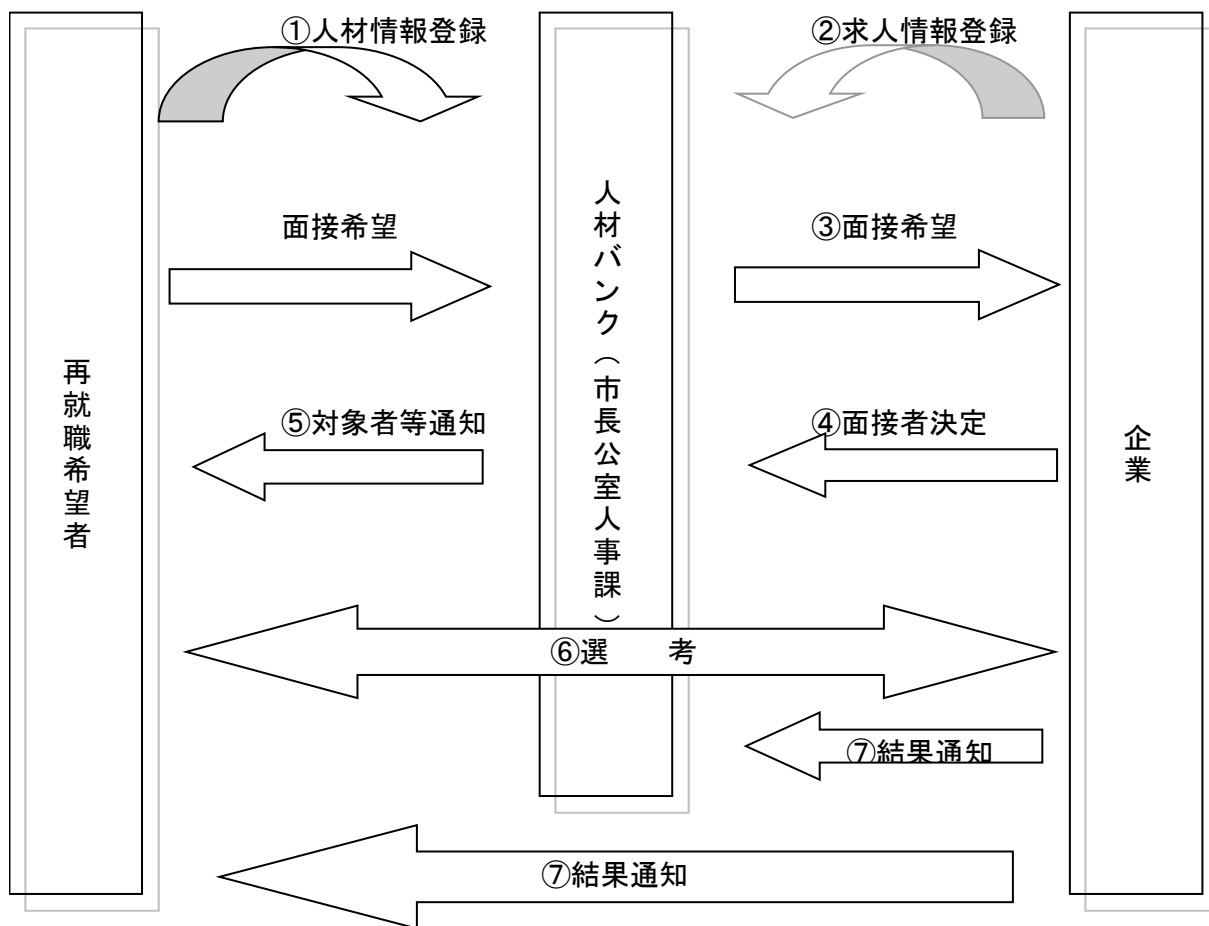 ①人材情報登録
②求人情報登録
面接希望
③面接希望
⑤対象者等通知
④面接者決定
再就職希望者
人材バンク（市長公室人事課）
企業
⑥選　　考
⑦結果通知
⑦結果通知